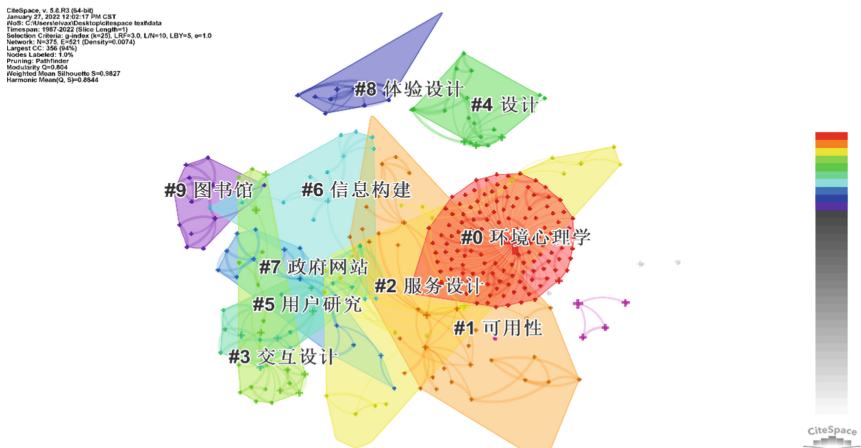 CiteSpace, v. 5.8.R3 (64-bit)
January 27, 2022 12:02:17 PM CST
WoS: C:\Users\eivax\Desktop\citespace text\data
Timespan: 1987-2022 (Slice Length=1)
Selection Criteria: g-index (k=25), LRF=3.0, L/N=10, LBY=5, e=1.0
Network: N=375, E=521 (Density=0.0074)
Largest CC: 356 (94%)
Nodes Labeled: 1.0%
Pruning: Pathfinder
Modularity Q=0.804
Weighted Mean Silhouette S=0.9827
Harmonic Mean(Q, S)=0.8844
#8 体验设计
#4 设计
#9 图书馆
#6 信息构建
#0 环境心理学
#7 政府网站
#2 服务设计
#5 用户研究
#1 可用性
#3 交互设计
CiteSpace